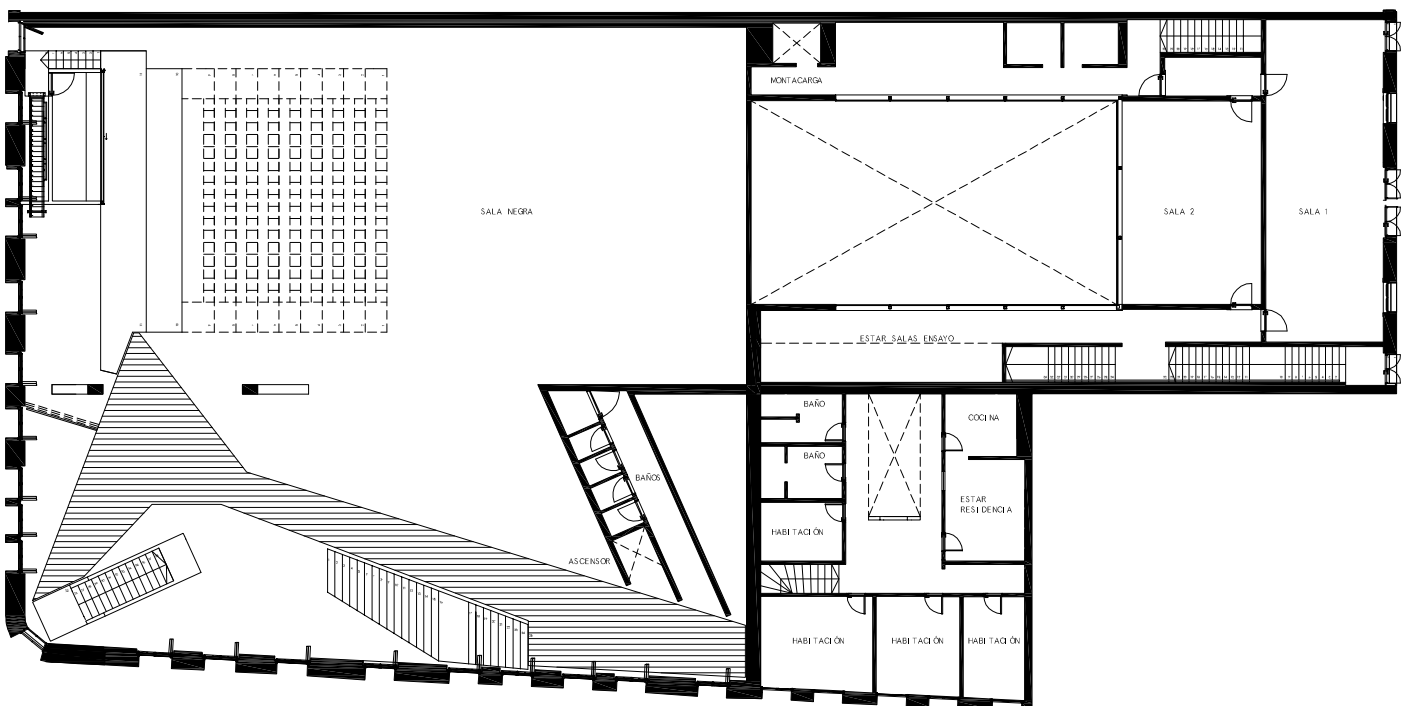 MONTACARGA
SALA NEGRA
SALA 2
SALA 1
ESTAR SALAS ENSAYO
BAÑO
COCINA
BAÑO
BAÑOS
ESTAR
RESIDENCIA
HABITACIÓN
ASCENSOR
HABITACIÓN
HABITACIÓN
HABITACIÓN